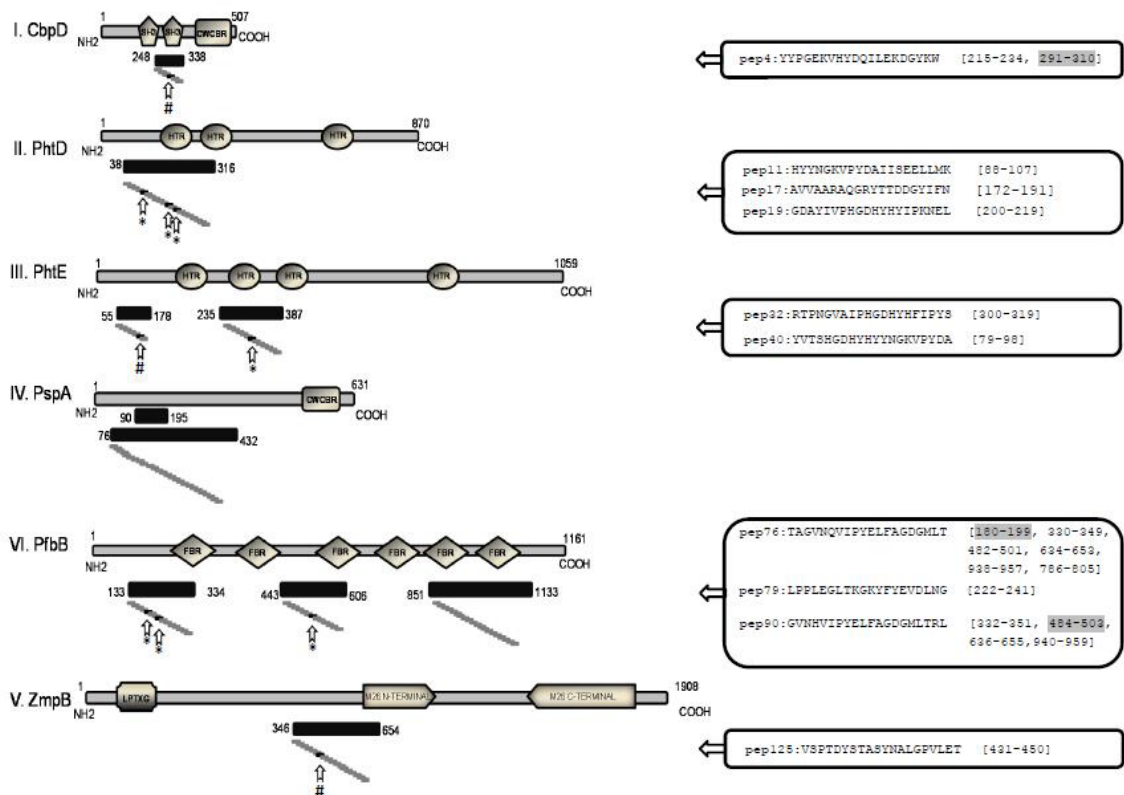 1 507
I. CbpD SH3 SH3 CWCBR
NH2 COOH
248 338
#
pep4:YYPGEKVHYDQILEKDGYKW [215-234, 291-310]
1 870
II. PhtD HTR HTR HTR
NH2 COOH
38 316
* * *
pep11:HYYNGKVPYDAIISEELLMK [88-107]
pep17:AVVAARAQGRYTTDDGYIFN [172-191]
pep19:GDAYIVPHGDHYHYIPKNEL [200-219]
1 1059
III. PhtE HTR HTR HTR HTR
NH2 COOH
55 178 235 387
# *
pep32:RTPNGVAIPHGDHYHFIPYS [300-319]
pep40:YVTSHGDHYHYYNGKVPYDA [79-98]
1 631
IV. PspA CWCBR
NH2 COOH
90 195
76 432
1 1161
VI. PfbB FBR FBR FBR FBR FBR FBR
NH2 COOH
133 334 443 606 851 1133
* * *
pep76:TAGVNQVIPYELFAGDGMLT [180-199, 330-349,
482-501, 634-653,
938-957, 786-805]
pep79:LPPLEGLTKGKYFYEVDLNG [222-241]
pep90:GVNHVIPYELFAGDGMLTRL [332-351, 484-503,
636-655,940-959]
1 1908
V. ZmpB LPTXG M26 N-TERMINAL M26 C-TERMINAL
NH2 COOH
346 654
#
pep125:VSPTDYSTASYNALGPVLET [431-450]